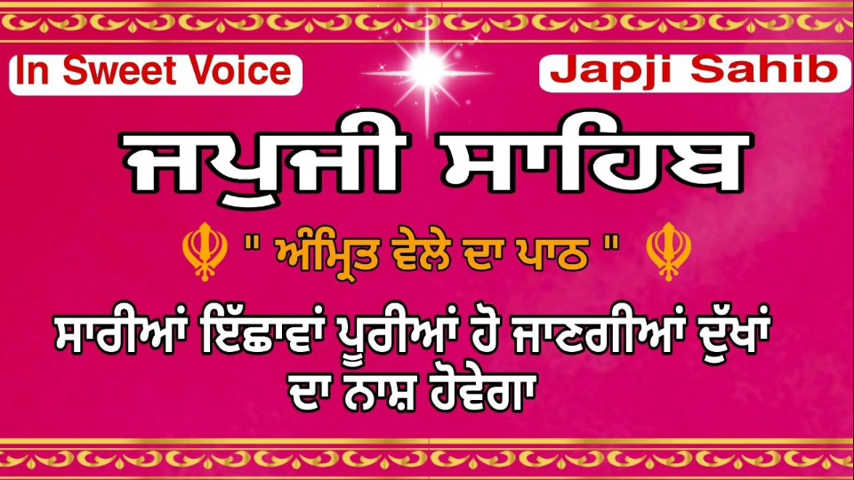 In Sweet Voice
Japji Sahib
ਜਪੁਜੀ ਸਾਹਿਬ
" ਅੰਮ੍ਰਿਤ ਵੇਲੇ ਦਾ ਪਾਠ "
ਸਾਰੀਆਂ ਇੱਛਾਵਾਂ ਪੂਰੀਆਂ ਹੋ ਜਾਣਗੀਆਂ ਦੁੱਖਾਂ
ਦਾ ਨਾਸ਼ ਹੋਵੇਗਾ